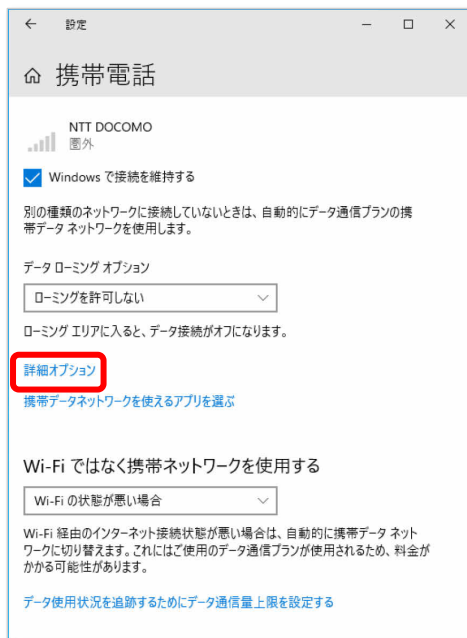 設定
携帯電話
NTT DOCOMO
圏外
Windows で接続を維持する
別の種類のネットワークに接続していないときは、自動的にデータ通信プランの携
帯データ ネットワークを使用します。
データ ローミング オプション
ローミングを許可しない
ローミング エリアに入ると、データ接続がオフになります。
詳細オプション
携帯データネットワークを使えるアプリを選ぶ
Wi-Fi ではなく携帯ネットワークを使用する
Wi-Fi の状態が悪い場合
Wi-Fi 経由のインターネット接続状態が悪い場合は、自動的に携帯データ ネット
ワークに切り替えます。これにはご使用のデータ通信プランが使用されるため、料金が
かかる可能性があります。
データ使用状況を追跡するためにデータ通信量上限を設定する